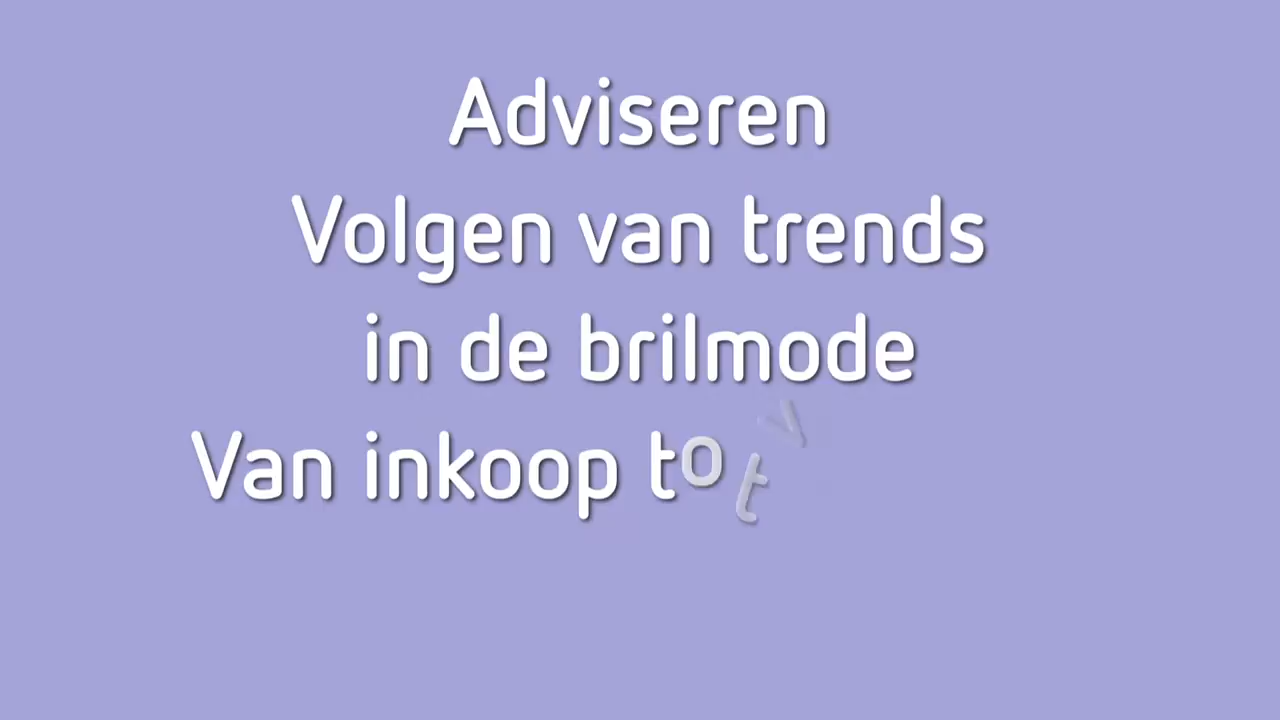 Adviseren
Volgen van trends
in de brilmode
Van inkoop tot v